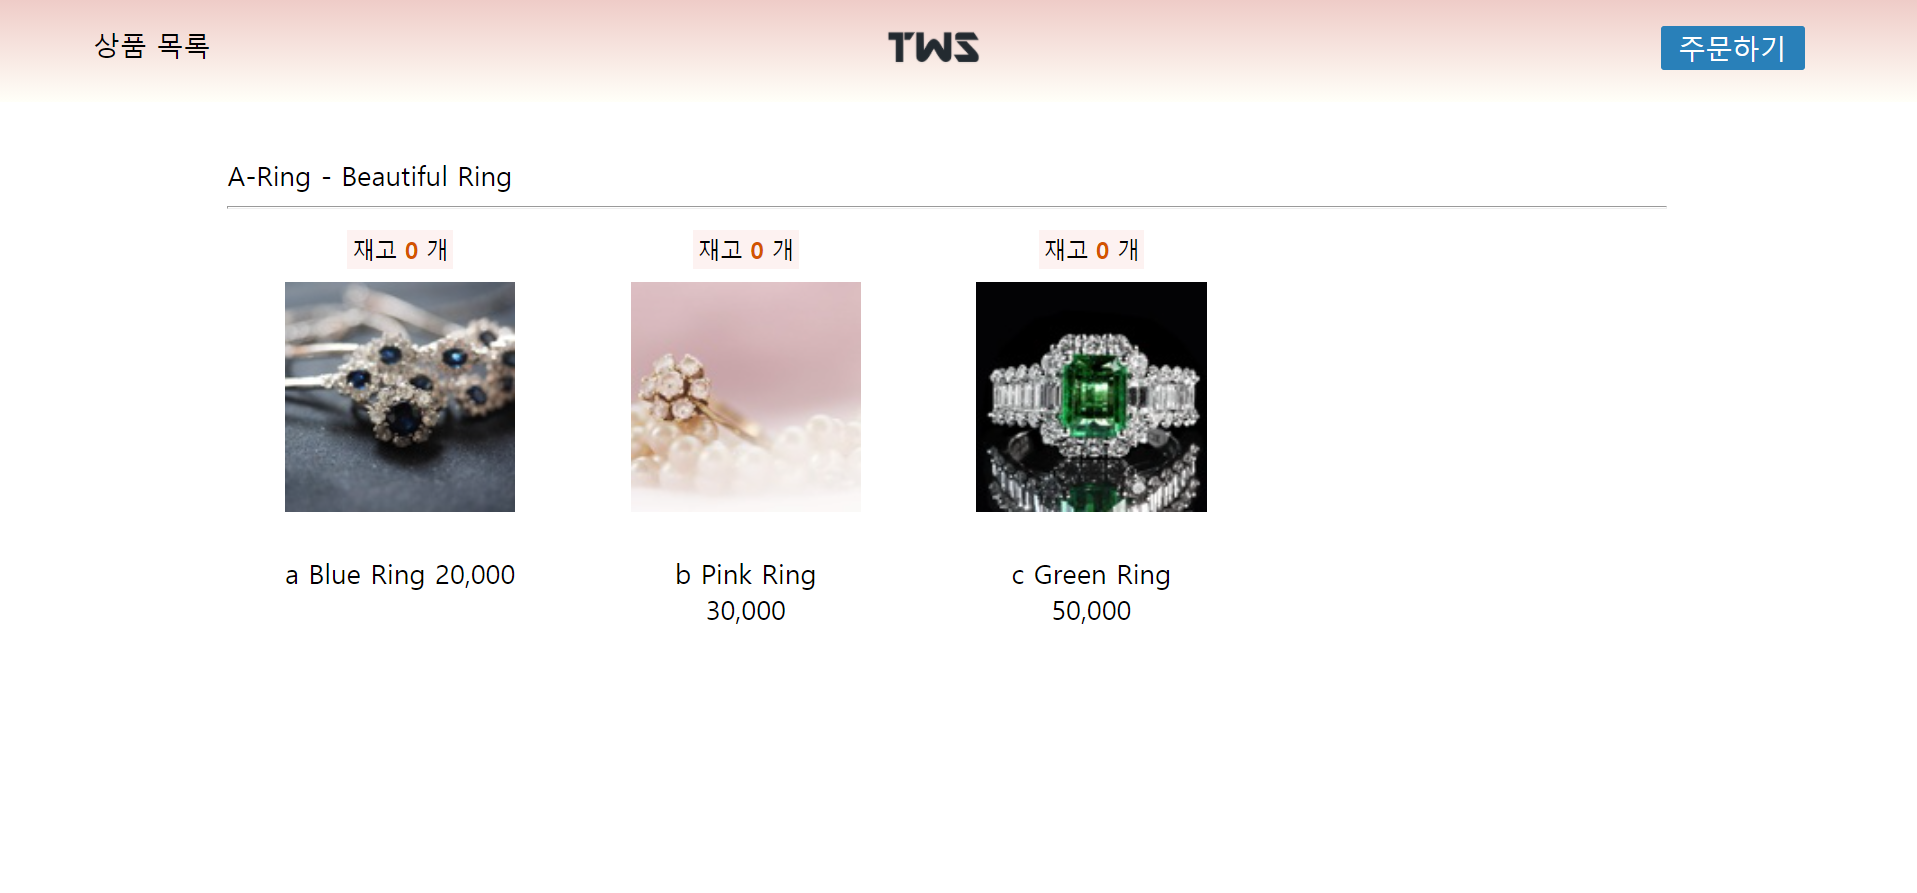 상품 목록
TWS
주문하기
A-Ring - Beautiful Ring
재고 0 개
재고 0 개
재고 0 개
a Blue Ring 20,000
b Pink Ring
30,000
c Green Ring
50,000